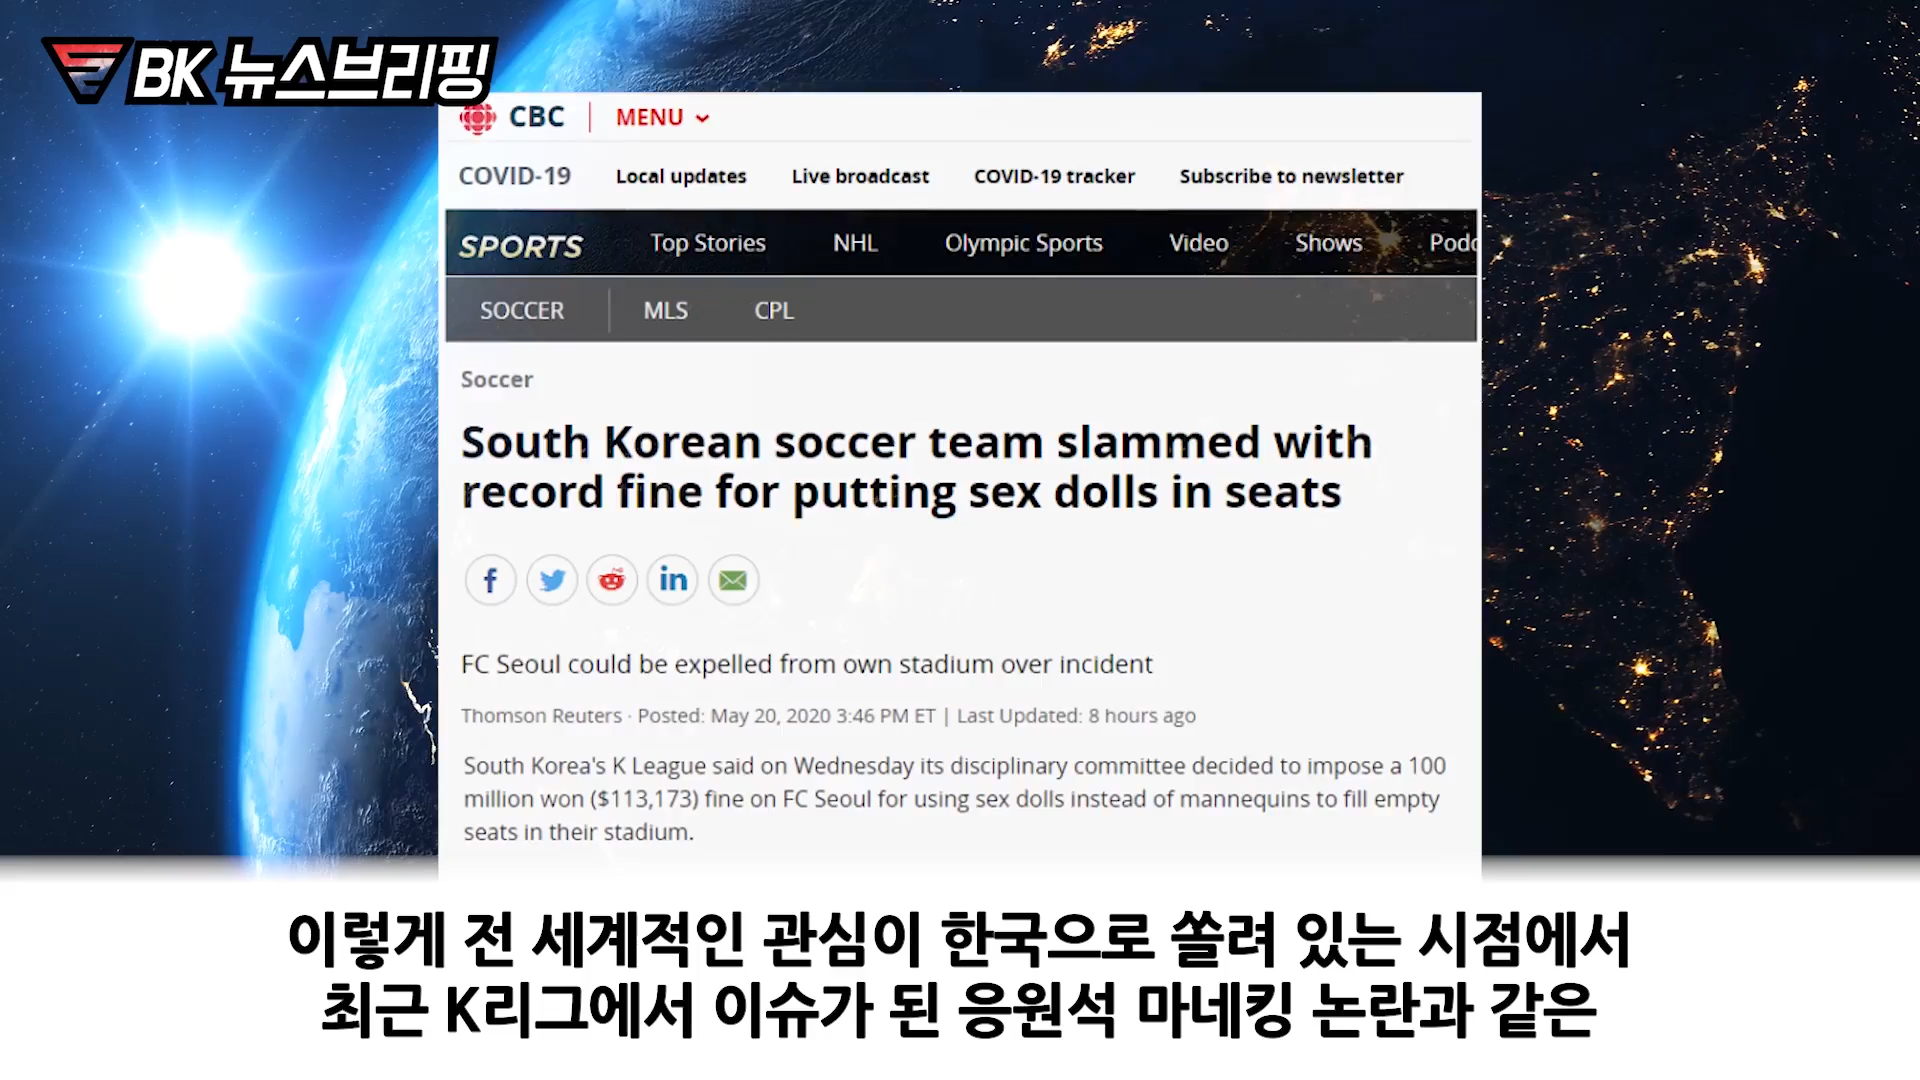 BK 뉴스브리핑
CBC MENU
COVID-19 Local updates Live broadcast COVID-19 tracker Subscribe to newsletter
SPORTS Top Stories NHL Olympic Sports Video Shows Podc
SOCCER MLS CPL
Soccer
South Korean soccer team slammed with
record fine for putting sex dolls in seats
FC Seoul could be expelled from own stadium over incident
Thomson Reuters · Posted: May 20, 2020 3:46 PM ET | Last Updated: 8 hours ago
South Korea's K League said on Wednesday its disciplinary committee decided to impose a 100
million won ($113,173) fine on FC Seoul for using sex dolls instead of mannequins to fill empty
seats in their stadium.
이렇게 전 세계적인 관심이 한국으로 쏠려 있는 시점에서
최근 K리그에서 이슈가 된 응원석 마네킹 논란과 같은